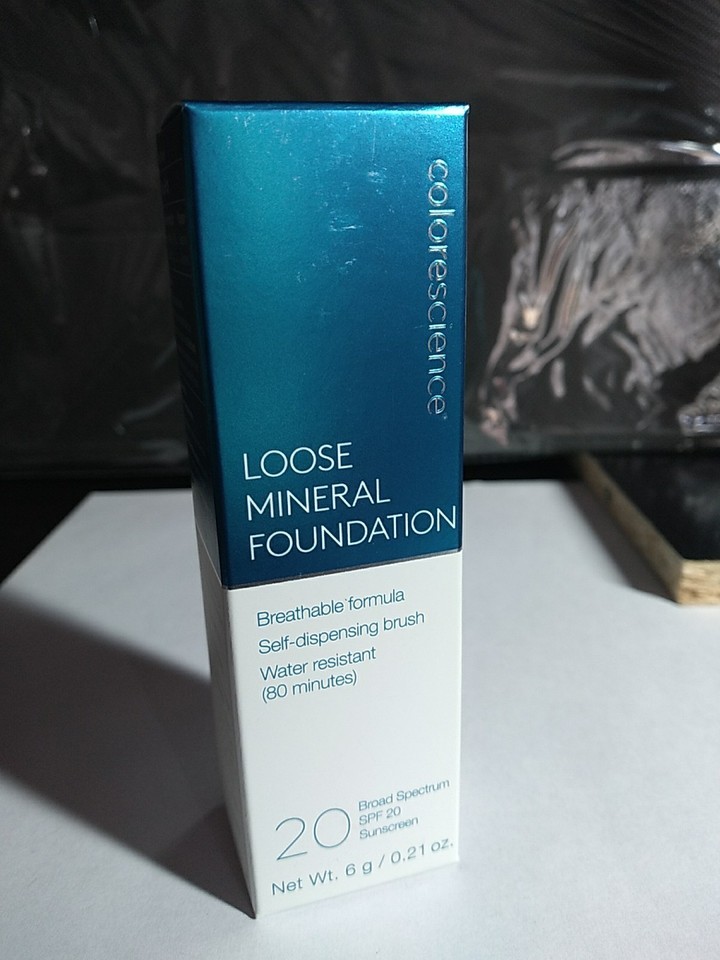 colorescience®
LOOSE
MINERAL
FOUNDATION
Breathable formula
Self-dispensing brush
Water resistant
(80 minutes)
20
Broad Spectrum
SPF 20
Sunscreen
Net Wt. 6 g / 0.21 oz.